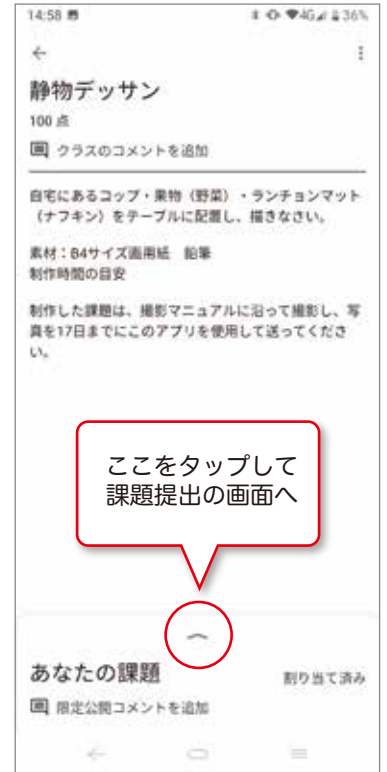 14:58
4G 36%
静物デッサン
100 点
クラスのコメントを追加
自宅にあるコップ・果物(野菜)・ランチョンマット
(ナフキン)をテーブルに配置し、描きなさい。
素材:B4サイズ画用紙 鉛筆
制作時間の目安
制作した課題は、撮影マニュアルに沿って撮影し、写
真を17日までにこのアプリを使用して送ってくださ
い。
ここをタップして
課題提出の画面へ
あなたの課題
割り当て済み
限定公開コメントを追加